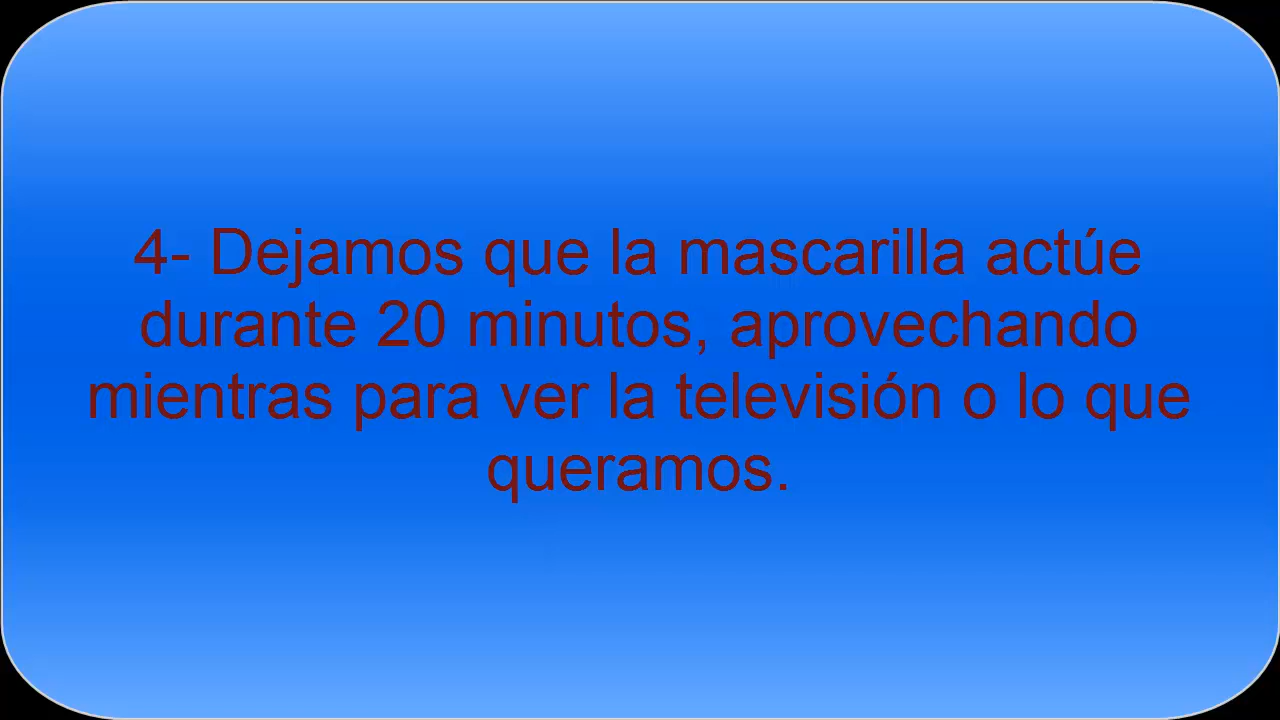 4- Dejamos que la mascarilla actúe
durante 20 minutos, aprovechando
mientras para ver la televisión o lo que
queramos.